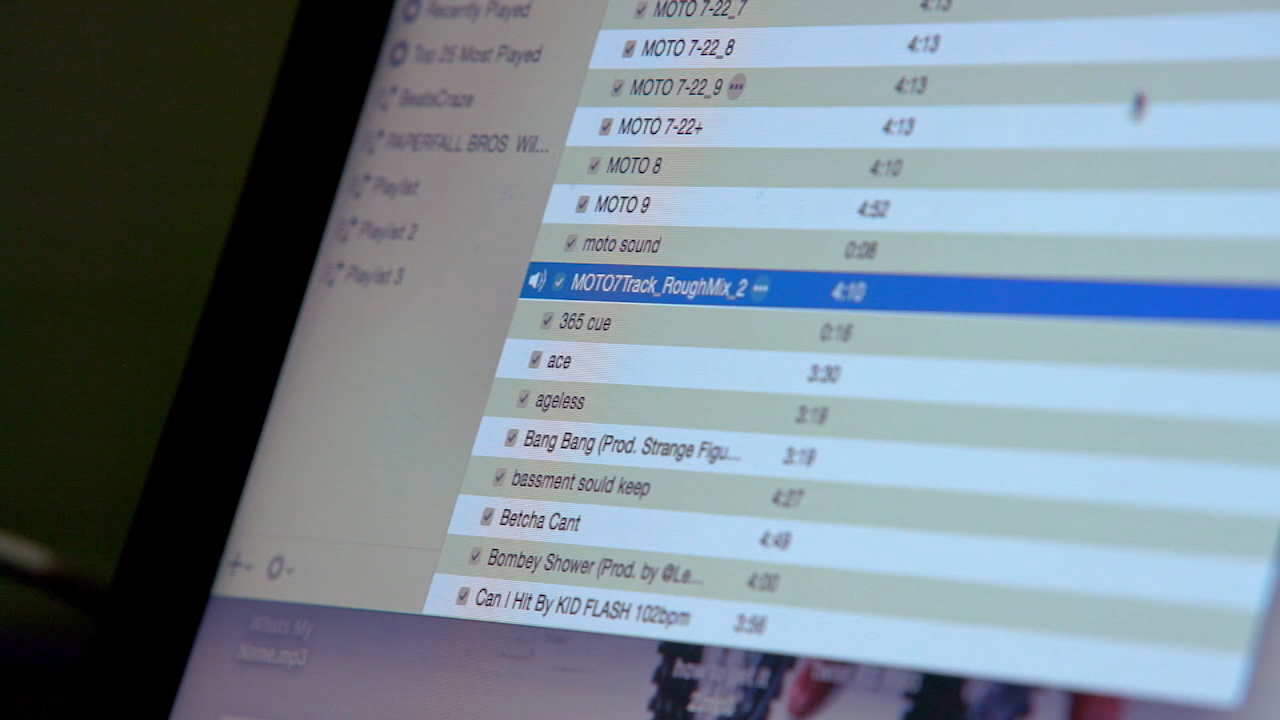 Recently Played
Top 25 Most Played
BeatsCraze
PAPERFALL BROS Wil...
Playlist
Playlist 2
Playlist 3
MOTO 7-22_7 4:13
MOTO 7-22_8 4:13
MOTO 7-22_9 4:13
MOTO 7-22+ 4:13
MOTO 8 4:10
MOTO 9 4:52
moto sound 0:08
MOTO7Track_RoughMix_2 4:10
365 cue 0:16
ace 3:30
ageless 3:19
Bang Bang (Prod. Strange Figu... 3:19
bassment sould keep 4:27
Betcha Cant 4:49
Bombey Shower (Prod. by @Le... 4:00
Can I Hit By KID FLASH 102bpm 3:56
Whats My
Name.mp3